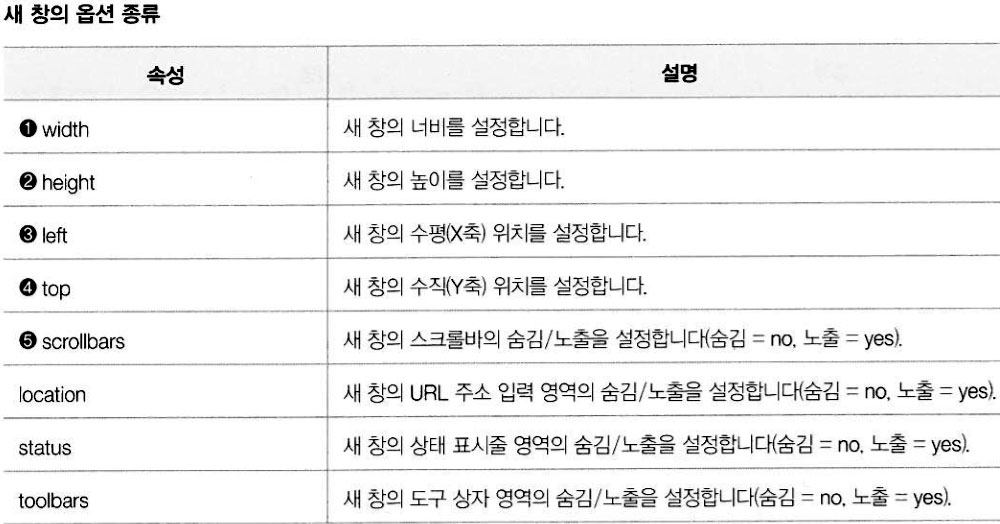 새 창의 옵션 종류
속성 설명
❶ width 새 창의 너비를 설정합니다.
❷ height 새 창의 높이를 설정합니다.
❸ left 새 창의 수평(X축) 위치를 설정합니다.
❹ top 새 창의 수직(Y축) 위치를 설정합니다.
❺ scrollbars 새 창의 스크롤바의 숨김/노출을 설정합니다(숨김 = no, 노출 = yes).
location 새 창의 URL 주소 입력 영역의 숨김/노출을 설정합니다(숨김 = no, 노출 = yes).
status 새 창의 상태 표시줄 영역의 숨김/노출을 설정합니다(숨김 = no, 노출 = yes).
toolbars 새 창의 도구 상자 영역의 숨김/노출을 설정합니다(숨김 = no, 노출 = yes).